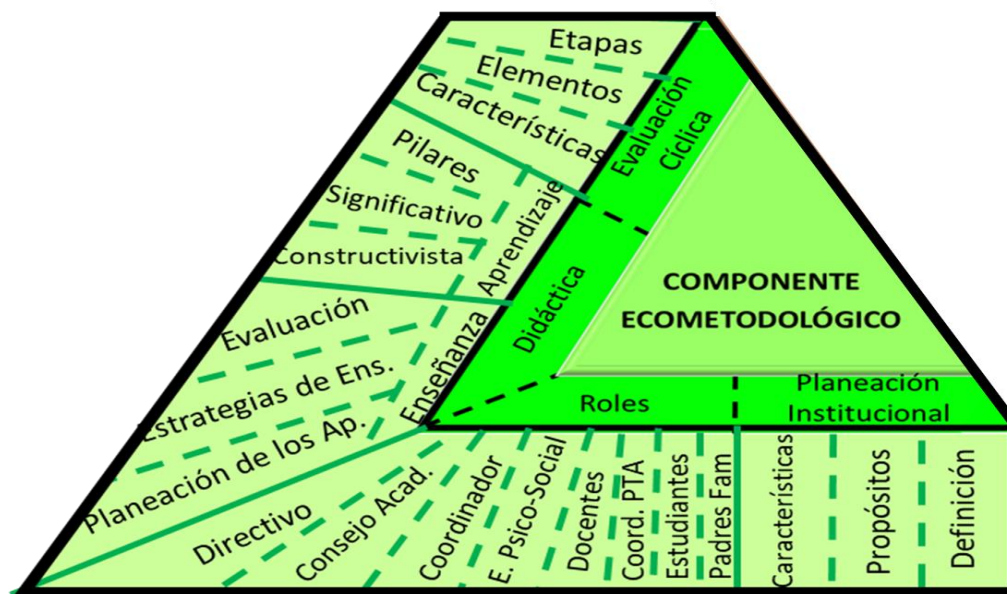 Etapas
Elementos
Características
Pilares
Significativo
Constructivista
Evaluación
Estrategias de Ens.
Planeación de los Ap.
Aprendizaje
Enseñanza
Evaluación
Cíclica
Didáctica
COMPONENTE
ECOMETODOLÓGICO
Roles
Planeación
Institucional
Directivo
Consejo Acad.
Coordinador
E. Psico-Social
Docentes
Coord. PTA
Estudiantes
Padres Fam
Características
Propósitos
Definición